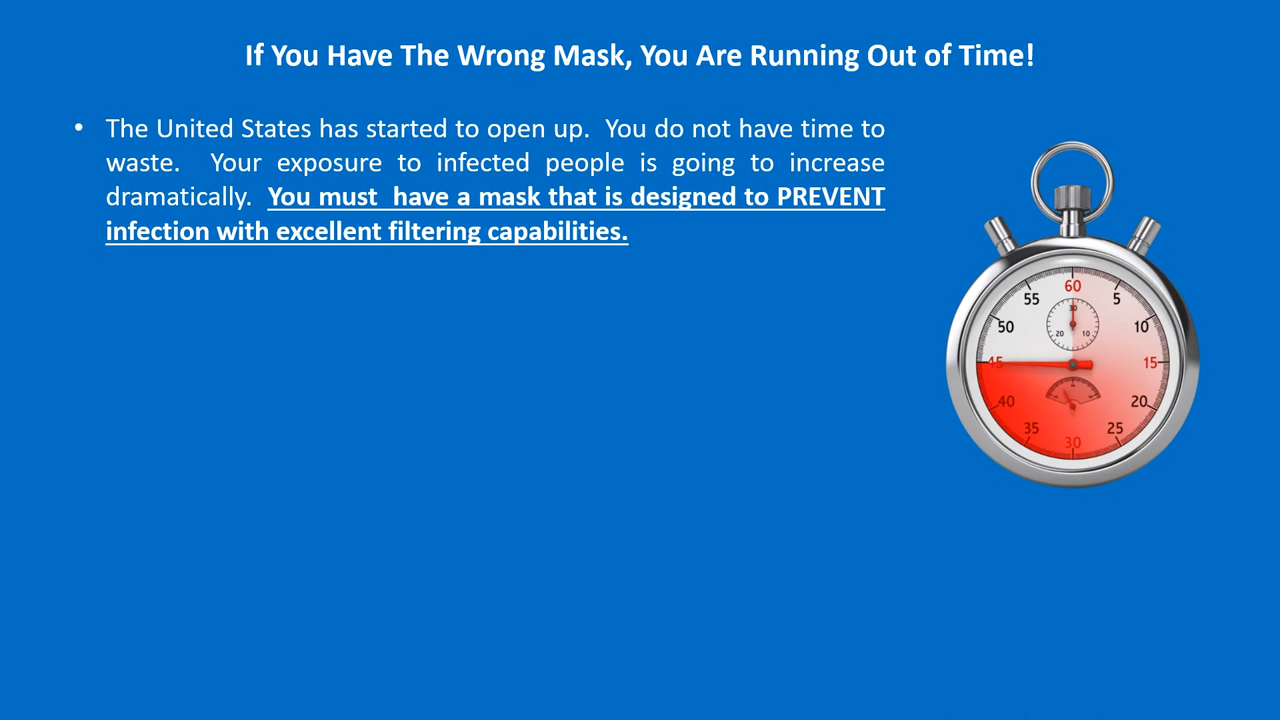 If You Have The Wrong Mask, You Are Running Out of Time!
• The United States has started to open up.  You do not have time to
waste.  Your exposure to infected people is going to increase
dramatically.  You must  have a mask that is designed to PREVENT
infection with excellent filtering capabilities.
60
55 5
30
50 10
20 10
45 15
40 20
35 25
30